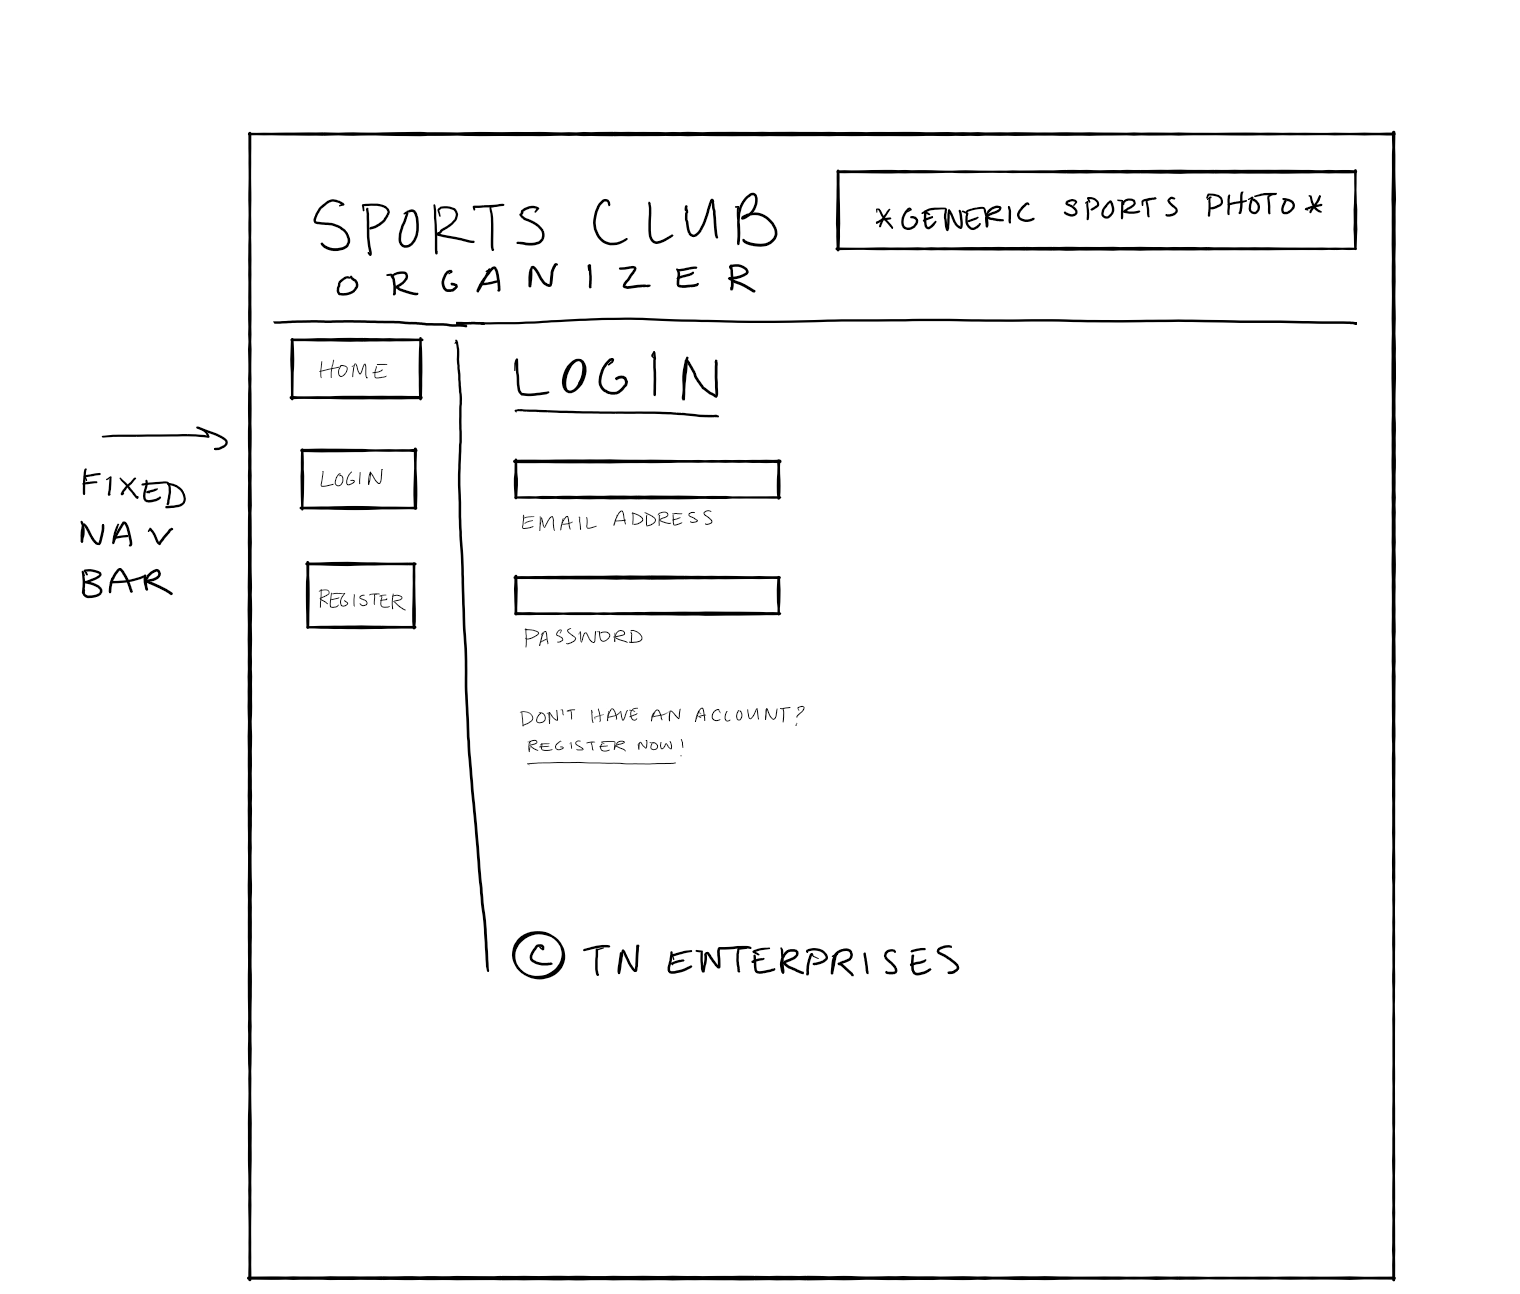 SPORTS CLUB
ORGANIZER
*GENERIC SPORTS PHOTO*
HOME
LOGIN
REGISTER
FIXED
NAV
BAR
LOGIN
EMAIL ADDRESS
PASSWORD
DON'T HAVE AN ACCOUNT?
REGISTER NOW!
© TN ENTERPRISES